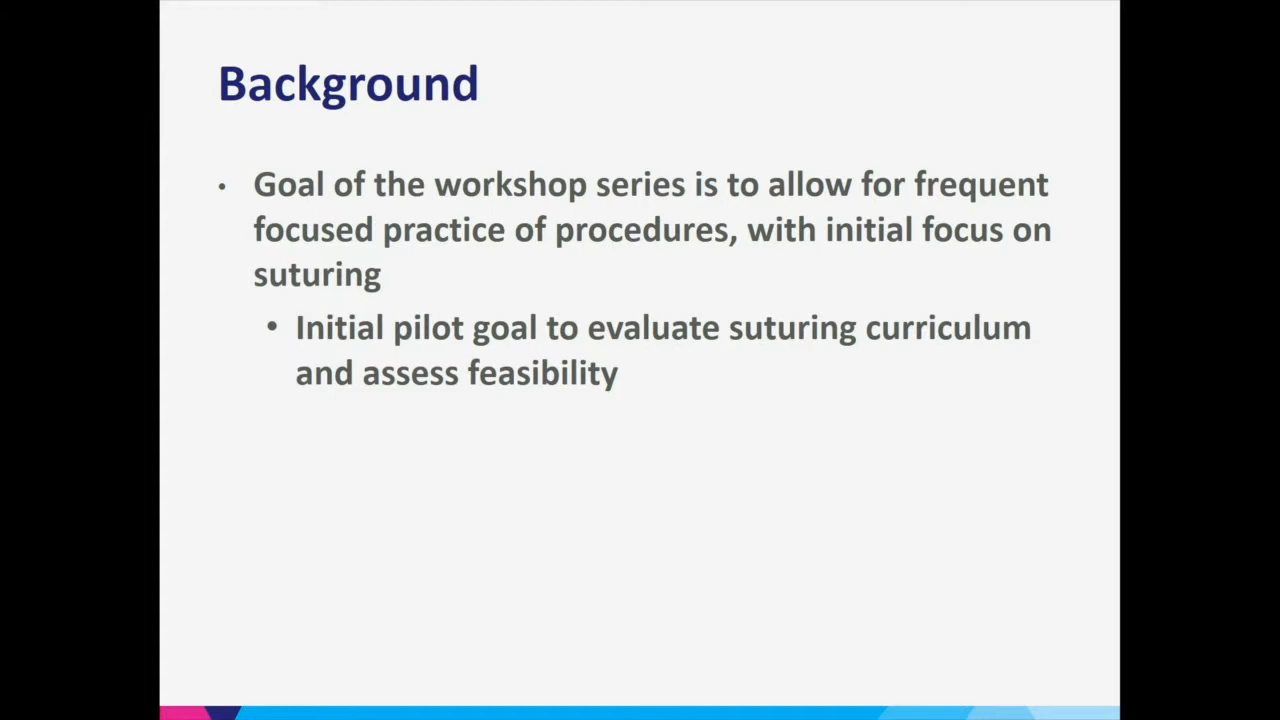 Background
• Goal of the workshop series is to allow for frequent
focused practice of procedures, with initial focus on
suturing
• Initial pilot goal to evaluate suturing curriculum
and assess feasibility